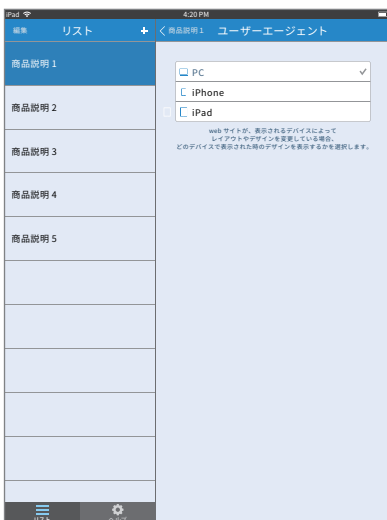 iPad
4:20 PM
編集
リスト
+
商品説明 1
ユーザーエージェント
商品説明 1
商品説明 2
商品説明 3
商品説明 4
商品説明 5
PC
iPhone
iPad
web サイトが、表示されるデバイスによって
レイアウトやデザインを変更している場合、
どのデバイスで表示された時のデザインを表示するかを選択します。
リスト
ヘルプ